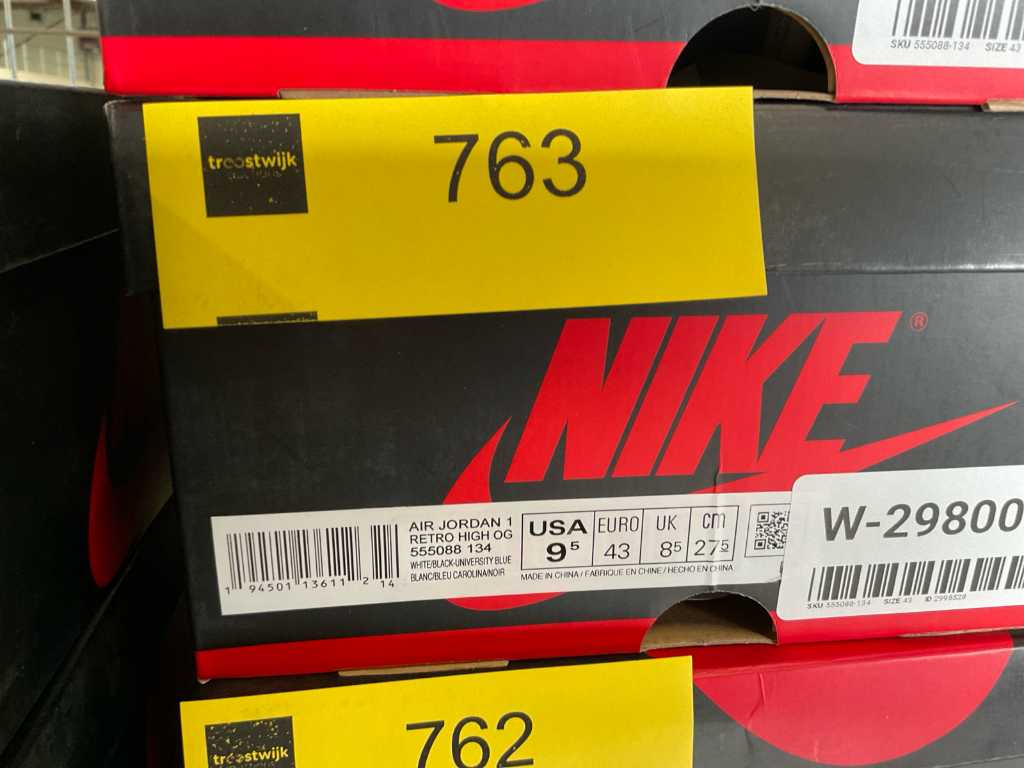 SKU 555088-134 SIZE 43
troostwijk
763
NIKE®
AIR JORDAN 1
RETRO HIGH OG
555088 134
WHITE/BLACK-UNIVERSITY BLUE
BLANC/BLEU CAROLINA/NOIR
1 94501 13611 2 14
USA
9⁵
EURO
43
UK
8⁵
cm
27⁵
MADE IN CHINA / FABRIQUE EN CHINE / HECHO EN CHINA
W-29800
SKU 555088-134 SIZE 43 ID 2998528
troostwijk
762